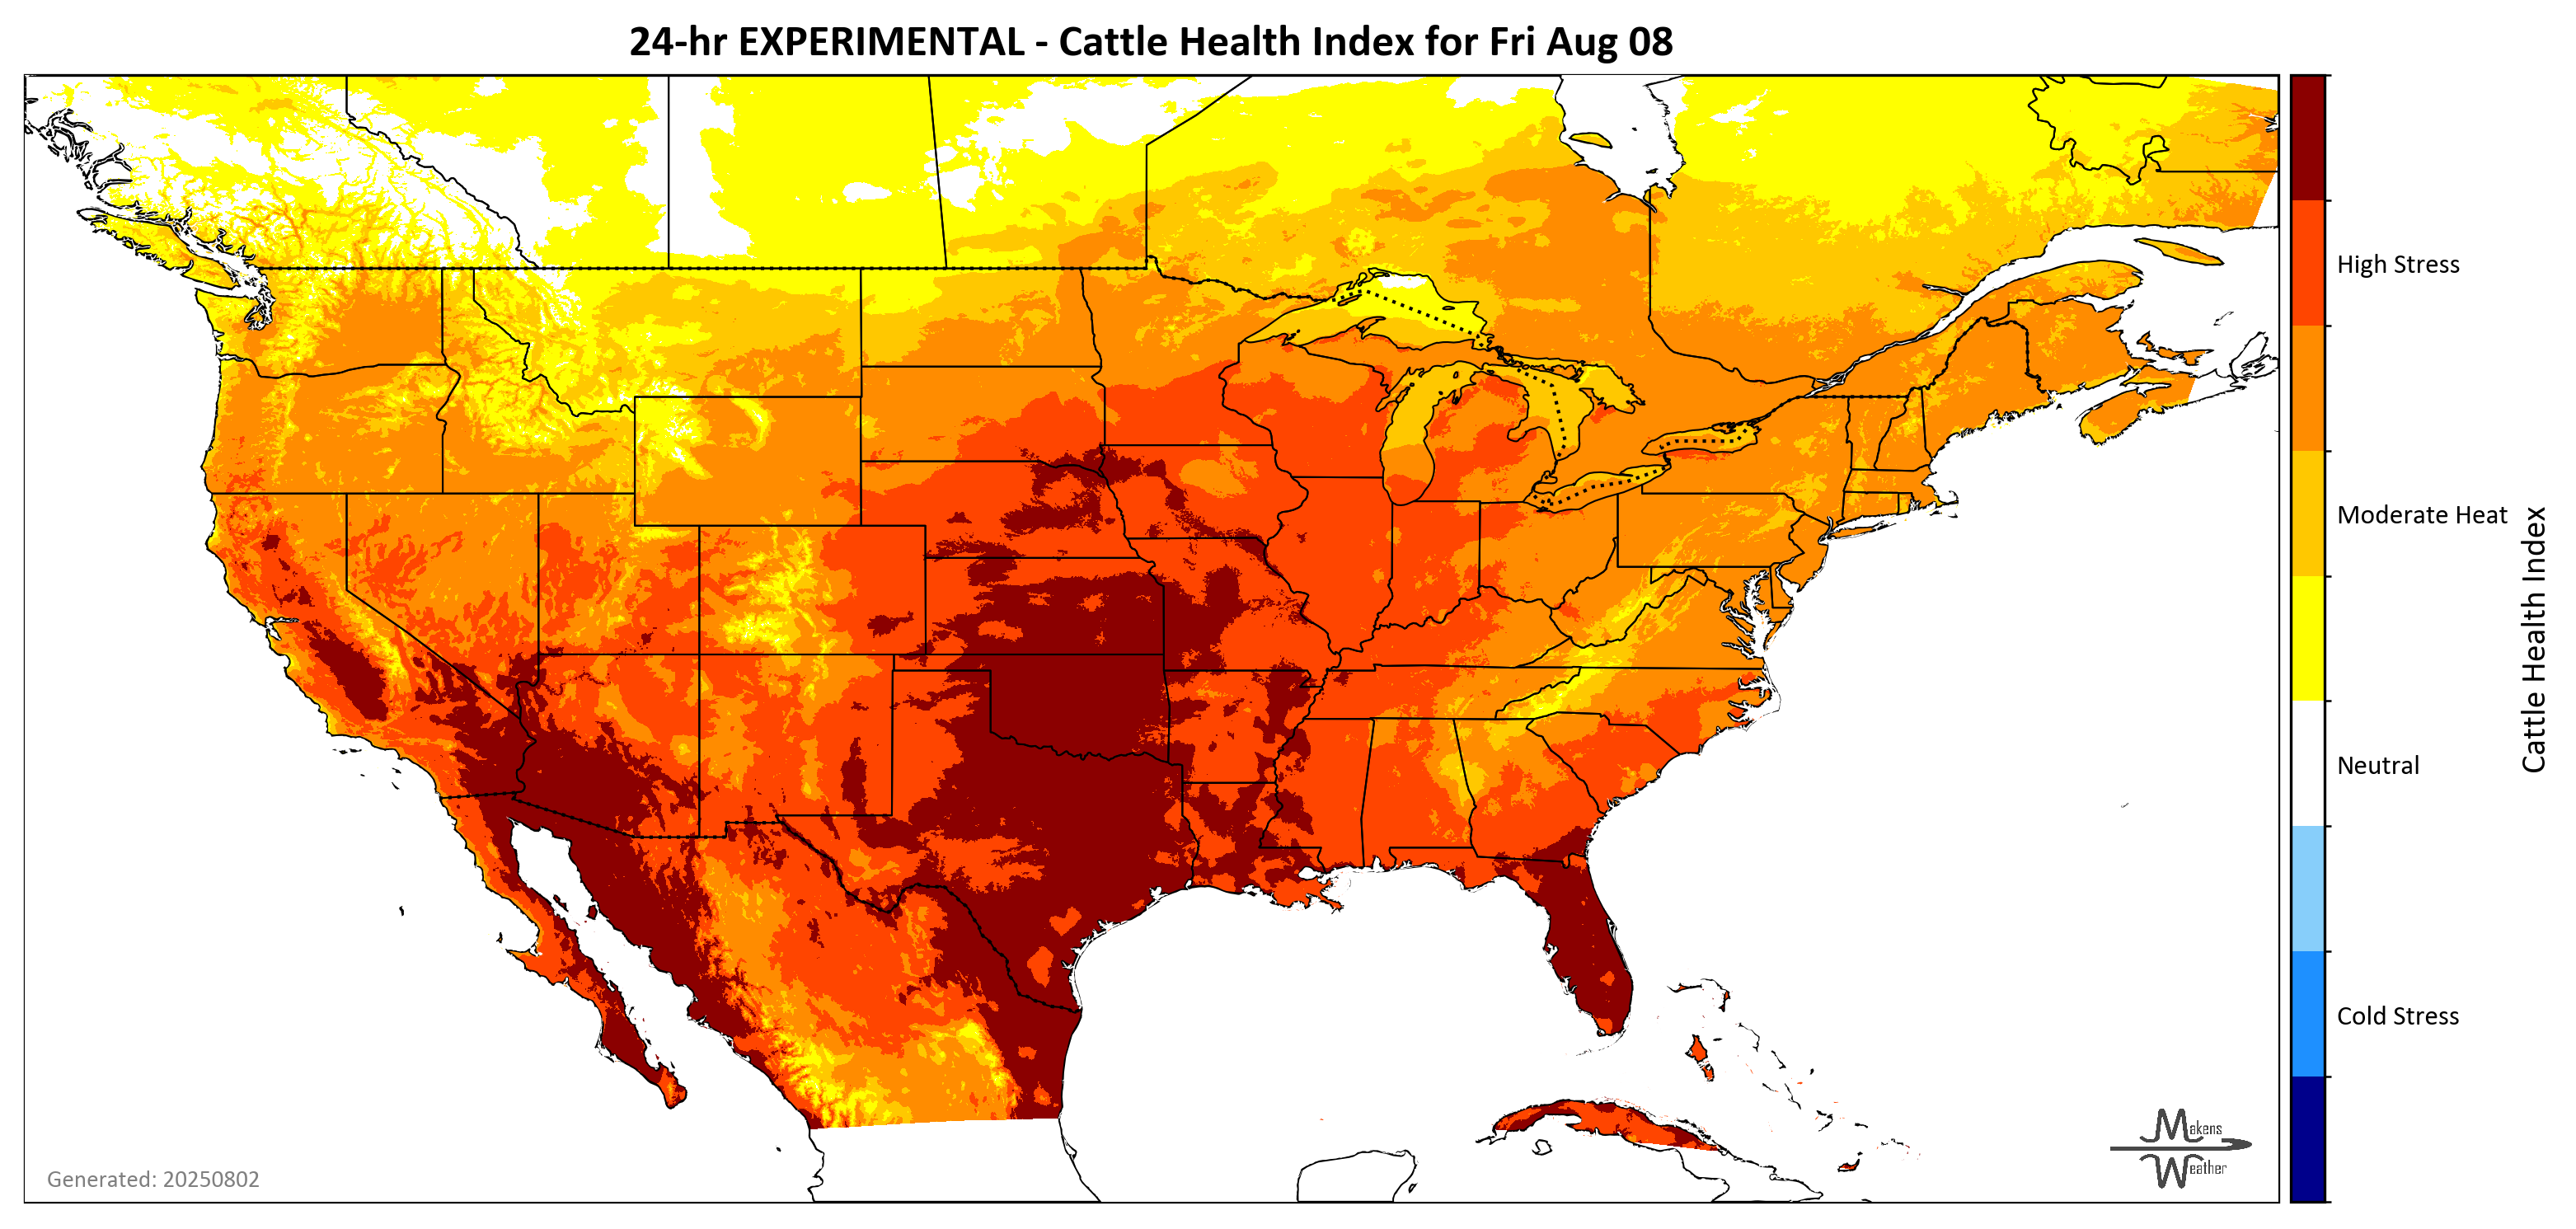 24-hr EXPERIMENTAL - Cattle Health Index for Fri Aug 08
High Stress
Moderate Heat
Neutral
Cold Stress
Cattle Health Index
Makens
Weather
Generated: 20250802